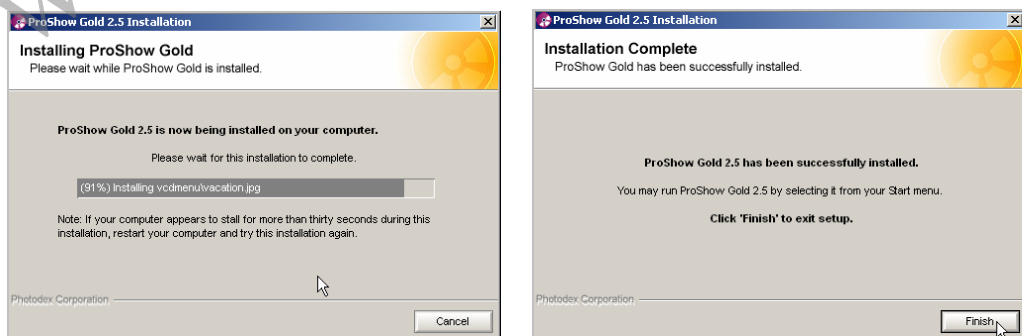 ProShow Gold 2.5 Installation
Installing ProShow Gold
Please wait while ProShow Gold is installed.
ProShow Gold 2.5 is now being installed on your computer.
Please wait for this installation to complete.
(91%) Installing vcdmenu\vacation.jpg
Note: If your computer appears to stall for more than thirty seconds during this
installation, restart your computer and try this installation again.
Photodex Corporation
Cancel
ProShow Gold 2.5 Installation
Installation Complete
ProShow Gold has been successfully installed.
ProShow Gold 2.5 has been successfully installed.
You may run ProShow Gold 2.5 by selecting it from your Start menu.
Click 'Finish' to exit setup.
Photodex Corporation
Finish